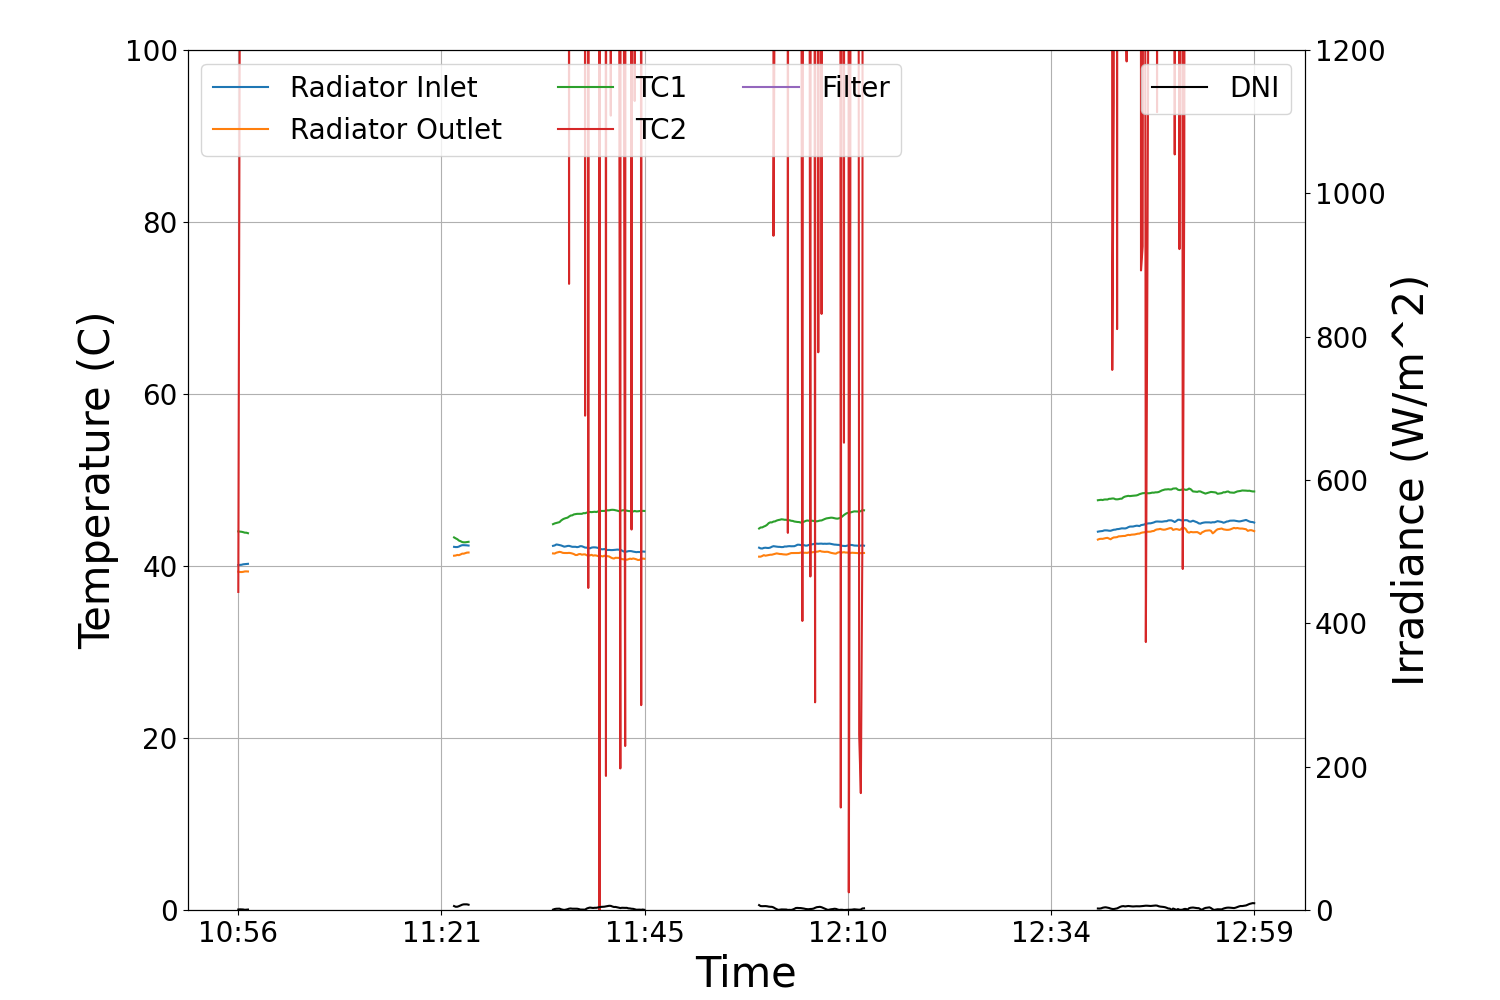 100
80
60
40
20
0
Temperature (C)
Radiator Inlet
Radiator Outlet
TC1
TC2
Filter
DNI
1200
1000
800
600
400
200
0
Irradiance (W/m^2)
10:56 11:21 11:45 12:10 12:34 12:59
Time